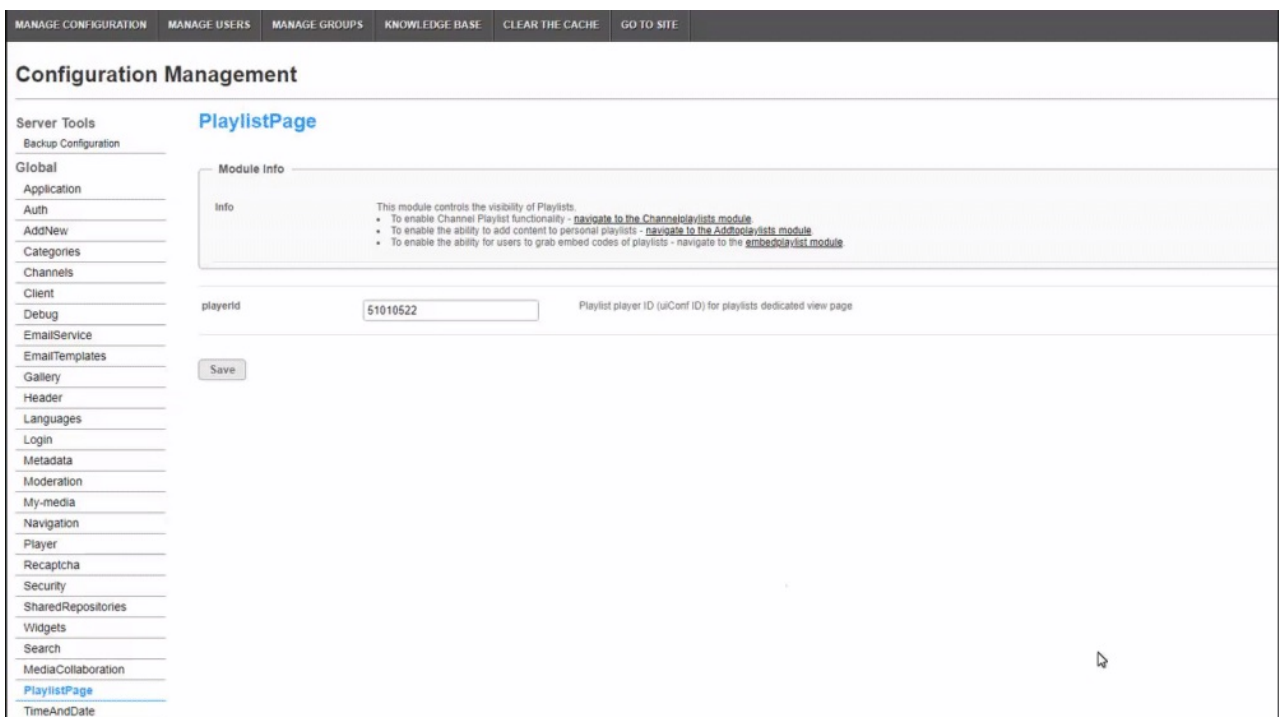 MANAGE CONFIGURATION MANAGE USERS MANAGE GROUPS KNOWLEDGE BASE CLEAR THE CACHE GO TO SITE
Configuration Management
Server Tools
Backup Configuration
Global
Application
Auth
AddNew
Categories
Channels
Client
Debug
EmailService
EmailTemplates
Gallery
Header
Languages
Login
Metadata
Moderation
My-media
Navigation
Player
Recaptcha
Security
SharedRepositories
Widgets
Search
MediaCollaboration
PlaylistPage
TimeAndDate
PlaylistPage
Module Info
Info
This module controls the visibility of Playlists.
• To enable Channel Playlist functionality - navigate to the Channelplaylists module.
• To enable the ability to add content to personal playlists - navigate to the Addtoplaylists module.
• To enable the ability for users to grab embed codes of playlists - navigate to the embedplaylist module.
playerId 51010522 Playlist player ID (uiConf ID) for playlists dedicated view page
Save